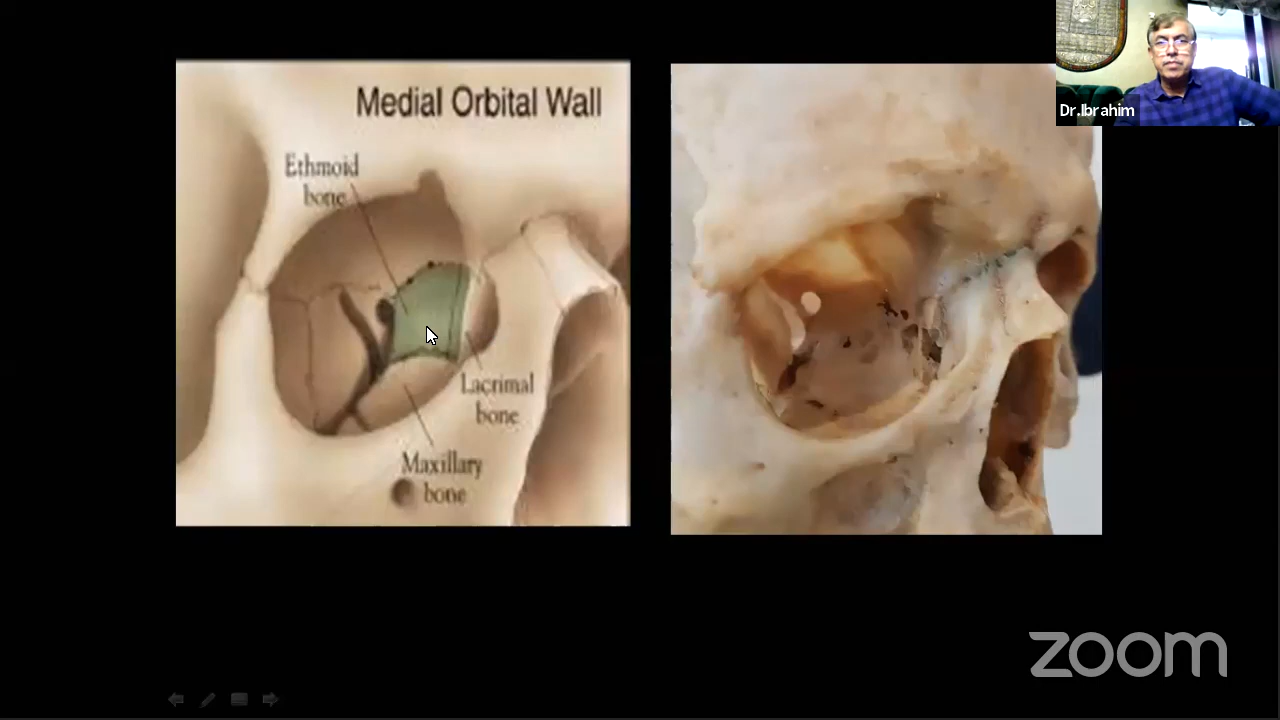 Medial Orbital Wall
Ethmoid
bone
Lacrimal
bone
Maxillary
bone
Dr.Ibrahim
zoom